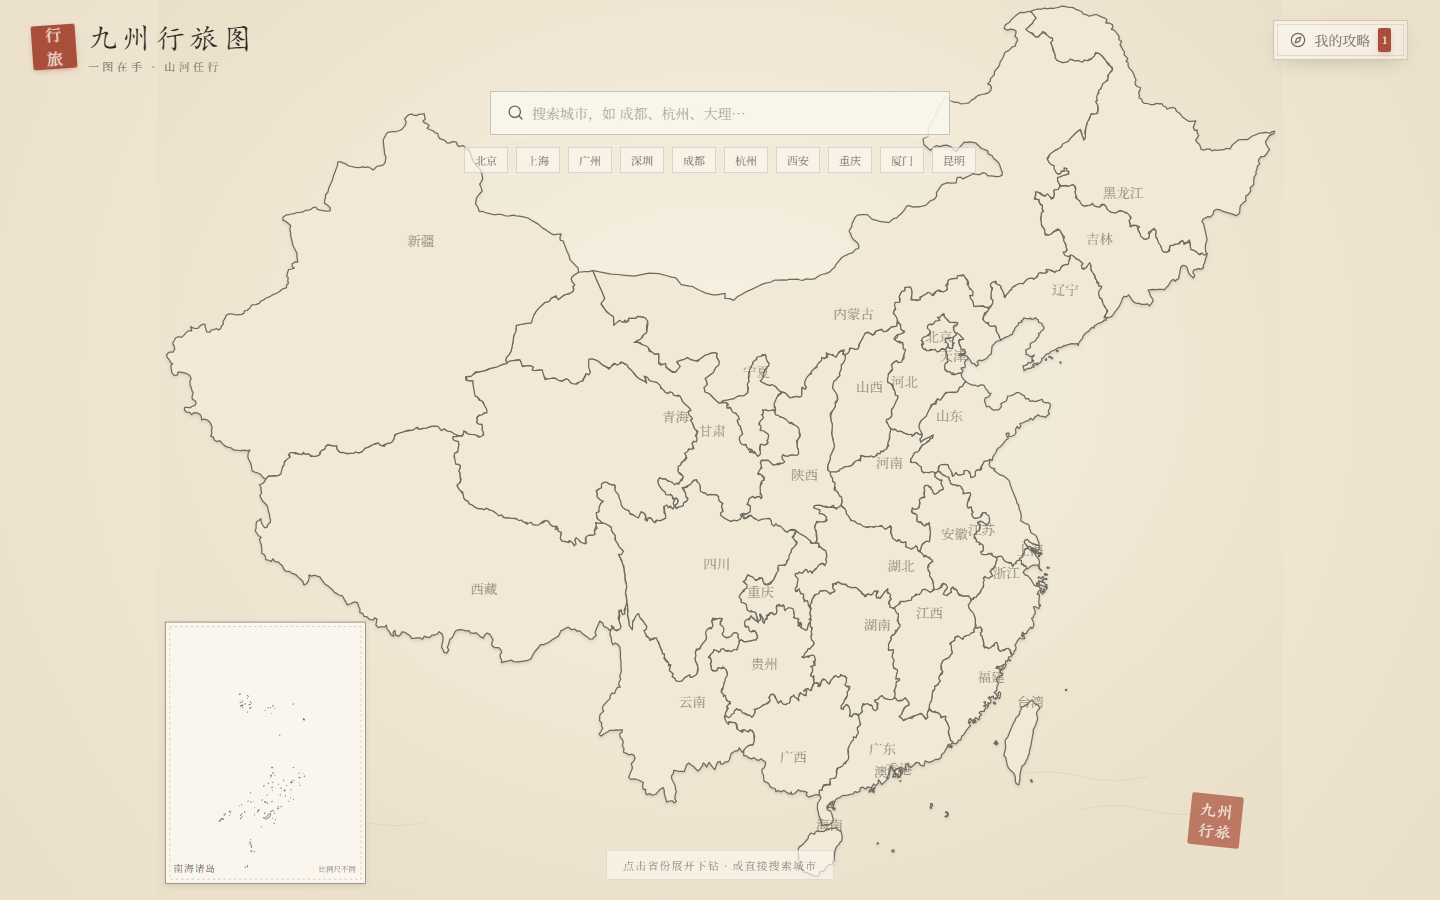 行
旅
九州行旅图
一图在手 · 山河任行
我的攻略 1
搜索城市，如 成都、杭州、大理…
北京 上海 广州 深圳 成都 杭州 西安 重庆 厦门 昆明
黑龙江
新疆
吉林
辽宁
内蒙古
北京
天津
宁夏
山西
河北
青海
甘肃
山东
河南
陕西
安徽
江苏
上海
四川
湖北
浙江
西藏
重庆
江西
湖南
贵州
福建
云南
台湾
广东
广西
澳门
香港
海南
九州
行旅
南海诸岛
比例尺不同
点击省份展开下钻 · 或直接搜索城市